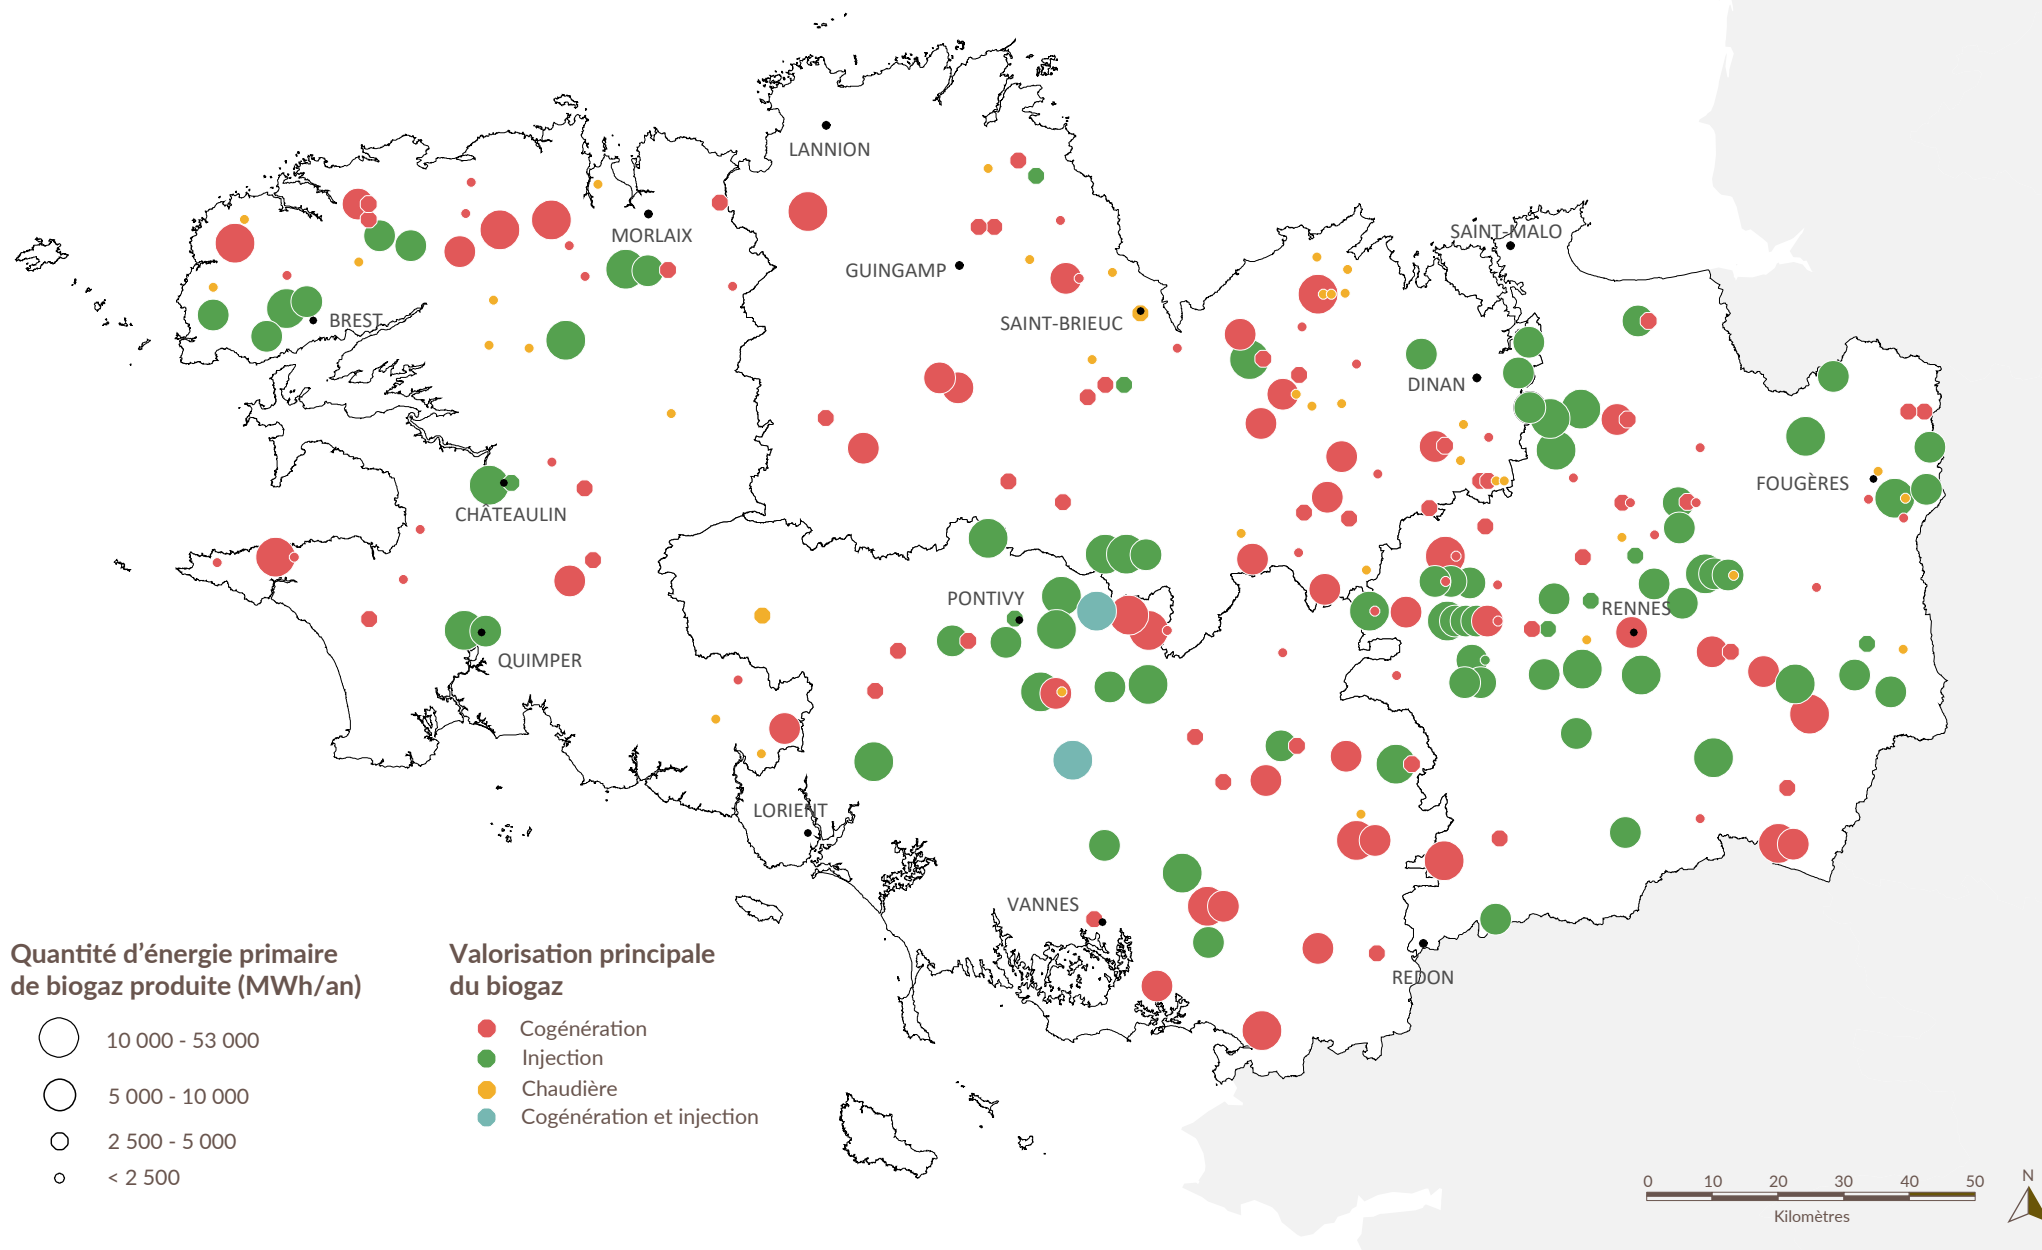 LANNION
MORLAIX
SAINT-MALO
GUINGAMP
BREST
SAINT-BRIEUC
DINAN
FOUGÈRES
CHÂTEAULIN
PONTIVY
RENNES
QUIMPER
LORIENT
VANNES
REDON
Quantité d’énergie primaire
de biogaz produite (MWh/an)
10 000 - 53 000
5 000 - 10 000
2 500 - 5 000
< 2 500
Valorisation principale
du biogaz
Cogénération
Injection
Chaudière
Cogénération et injection
0 10 20 30 40 50
Kilomètres
N